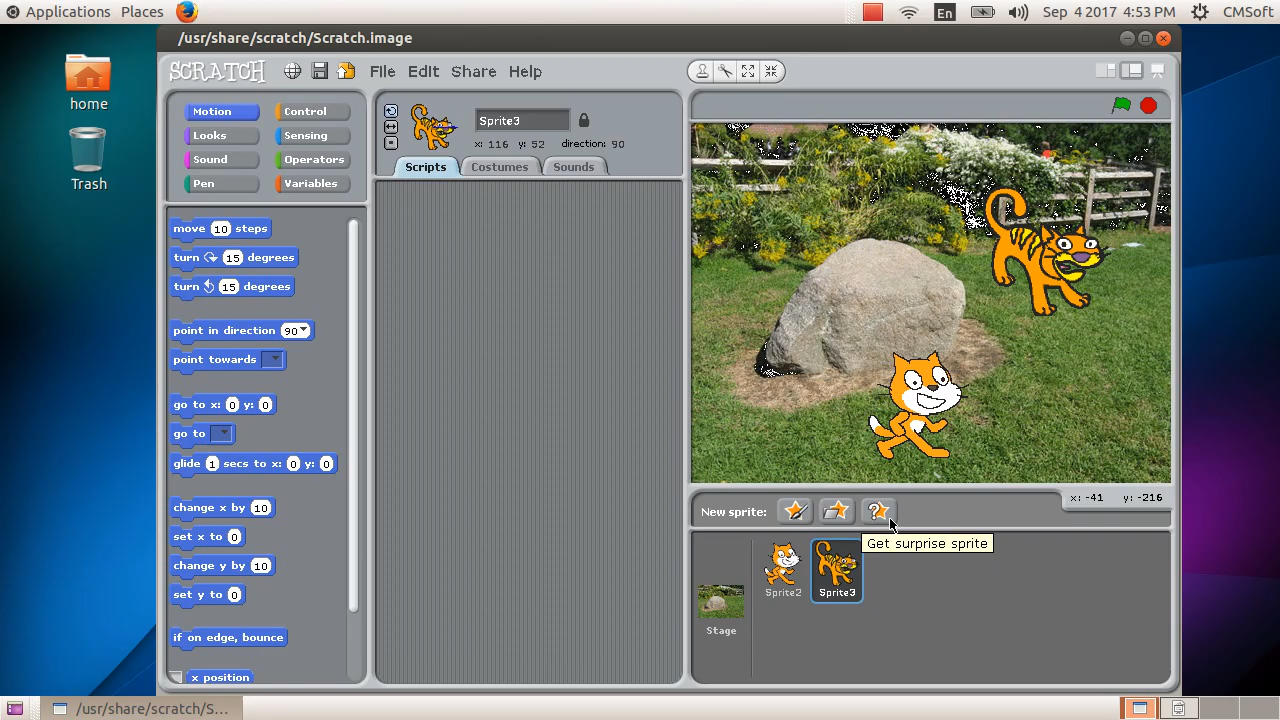 Applications Places En Sep 4 2017 4:53 PM CMSoft
/usr/share/scratch/Scratch.image
home
Trash
SCRATCH File Edit Share Help
Motion Control
Looks Sensing
Sound Operators
Pen Variables
move 10 steps
turn 15 degrees
turn 15 degrees
point in direction 90
point towards
go to x: 0 y: 0
go to
glide 1 secs to x: 0 y: 0
change x by 10
set x to 0
change y by 10
set y to 0
if on edge, bounce
x position
Sprite3
x: 116 y: 52 direction: 90
Scripts Costumes Sounds
x: -41 y: -216
New sprite:
Get surprise sprite
Sprite2 Sprite3
Stage
/usr/share/scratch/S...